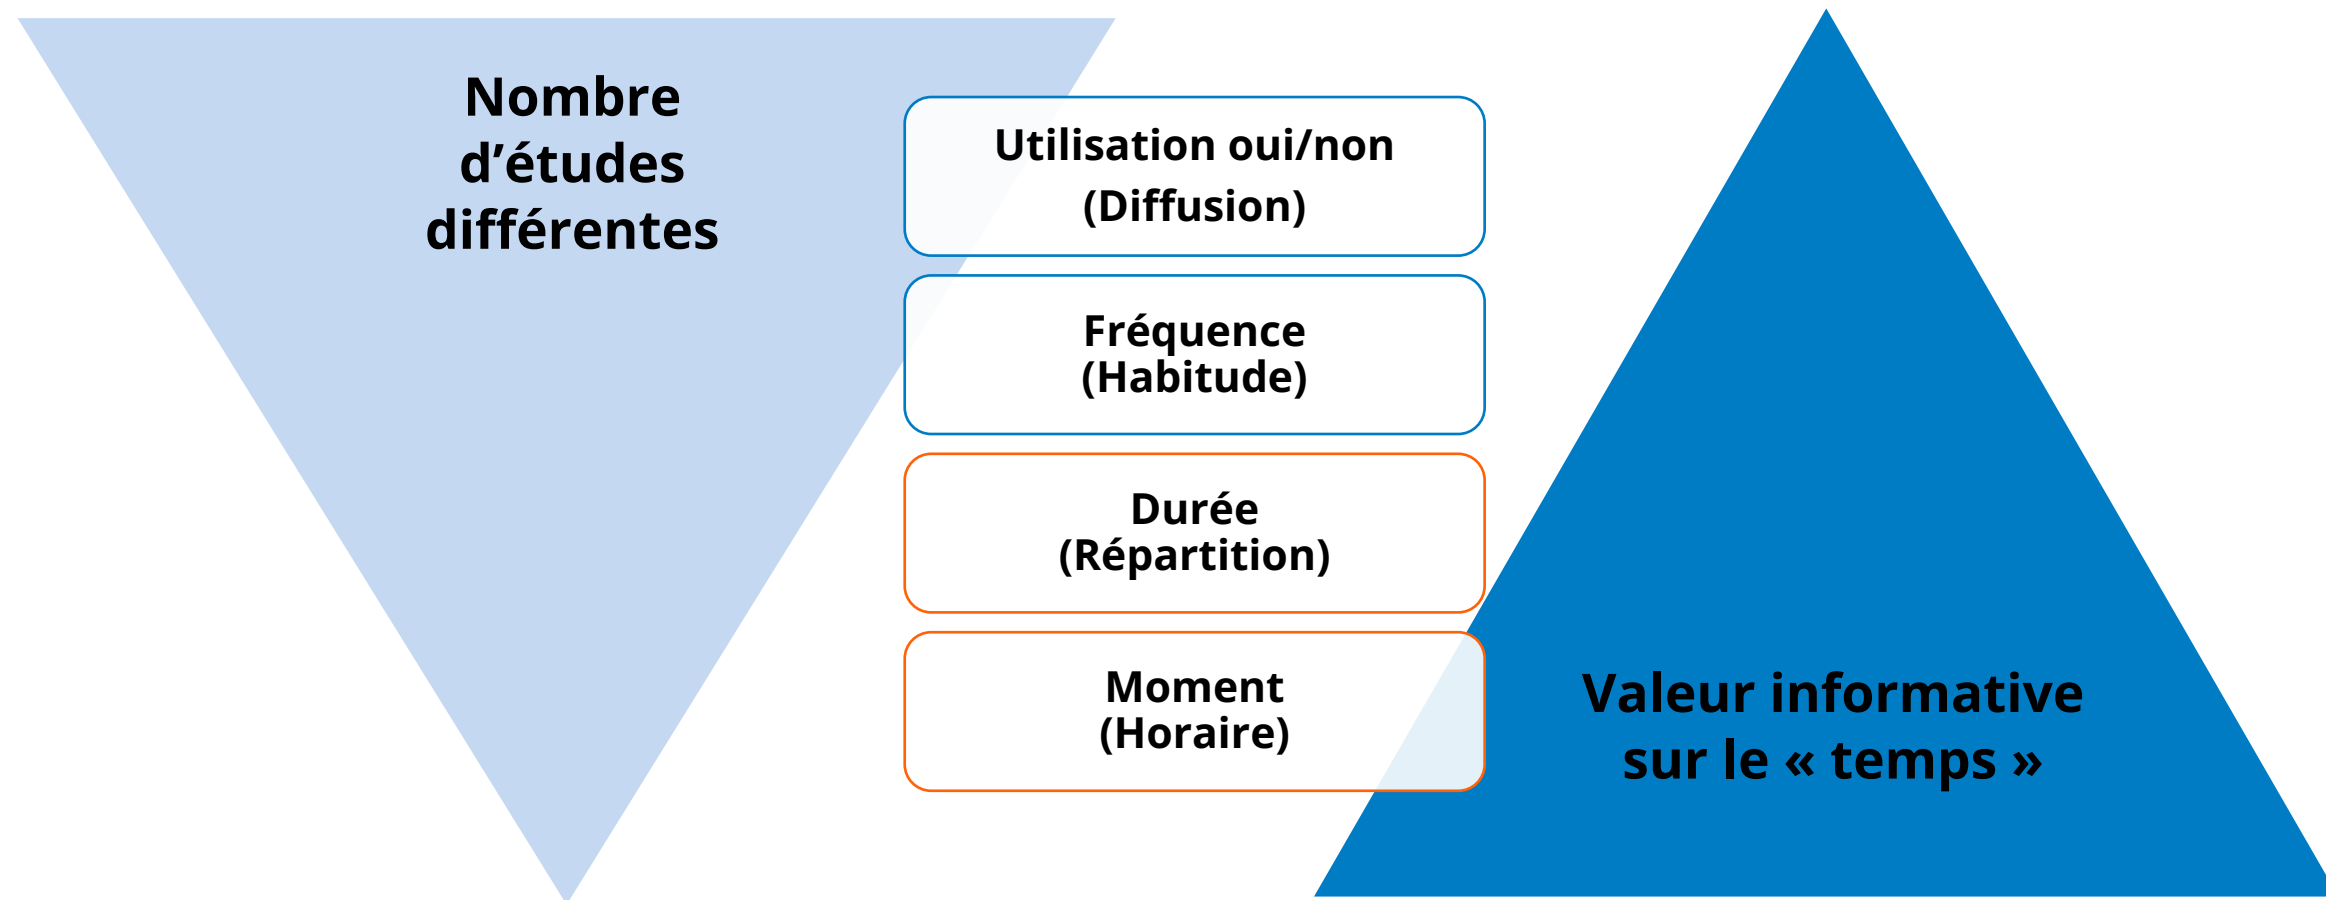 Nombre
d’études
différentes
Utilisation oui/non
(Diffusion)
Fréquence
(Habitude)
Durée
(Répartition)
Moment
(Horaire)
Valeur informative
sur le « temps »